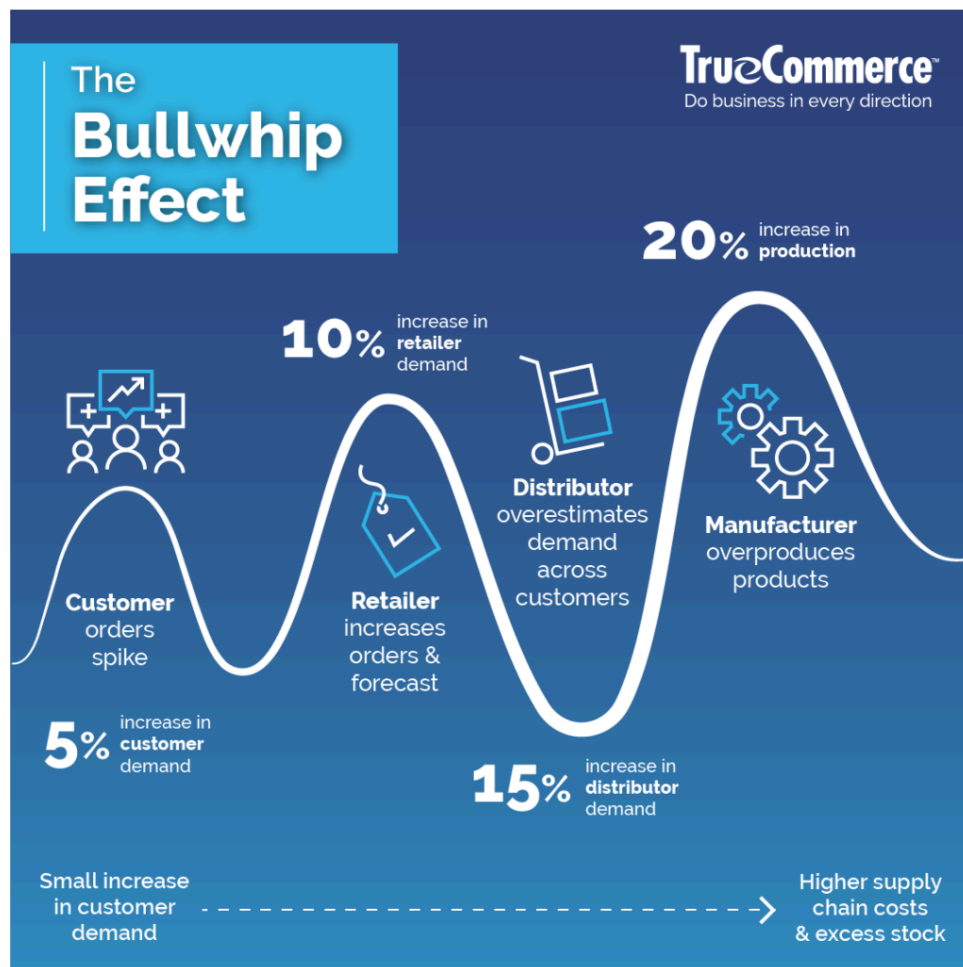 The
Bullwhip
Effect
TrueCommerce™
Do business in every direction
20% increase in
production
10% increase in
retailer
demand
Customer
orders
spike
5% increase in
customer
demand
Retailer
increases
orders &
forecast
Distributor
overestimates
demand
across
customers
15% increase in
distributor
demand
Manufacturer
overproduces
products
Small increase
in customer
demand
Higher supply
chain costs
& excess stock